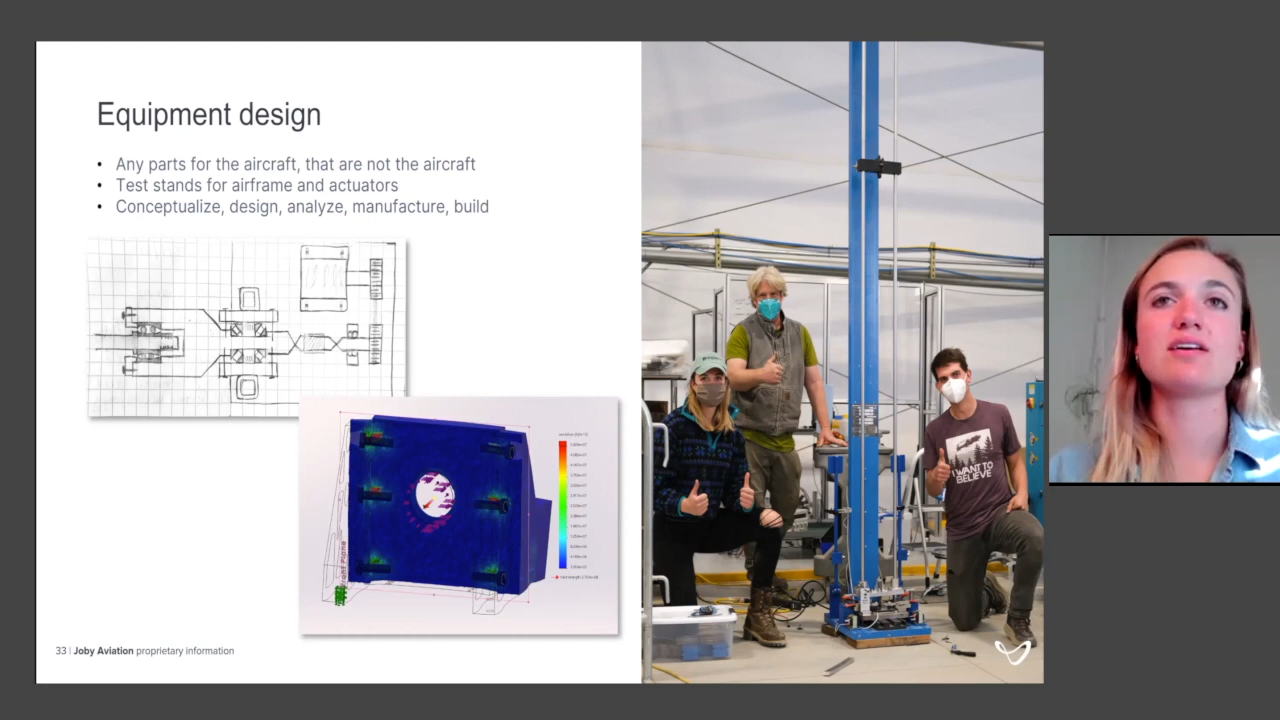 Equipment design
• Any parts for the aircraft, that are not the aircraft
• Test stands for airframe and actuators
• Conceptualize, design, analyze, manufacture, build
I WANT TO
BELIEVE
33 | Joby Aviation proprietary information